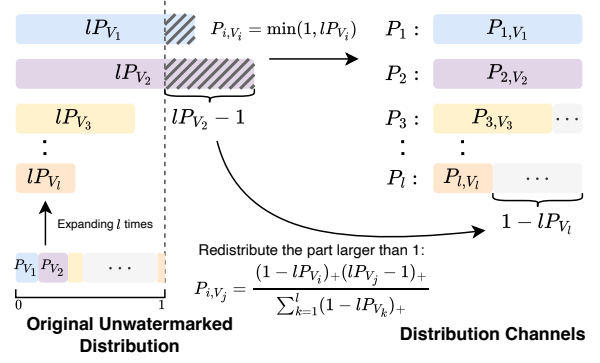 lP_{V_1}
P_{i,V_i} = min(1, lP_{V_i})
P_1 :
P_{1,V_1}
lP_{V_2}
P_2 :
P_{2,V_2}
lP_{V_3}
lP_{V_2} − 1
P_3 :
P_{3,V_3}
...
lP_{V_l}
P_l :
P_{l,V_l}
...
Expanding l times
1 − lP_{V_l}
Redistribute the part larger than 1:
P_{V_1}
P_{V_2}
...
P_{i,V_j} = \frac{(1 − lP_{V_i})_+(lP_{V_j} − 1)_+}{\sum_{k=1}^{l}(1 − lP_{V_k})_+}
0
1
Original Unwatermarked
Distribution
Distribution Channels